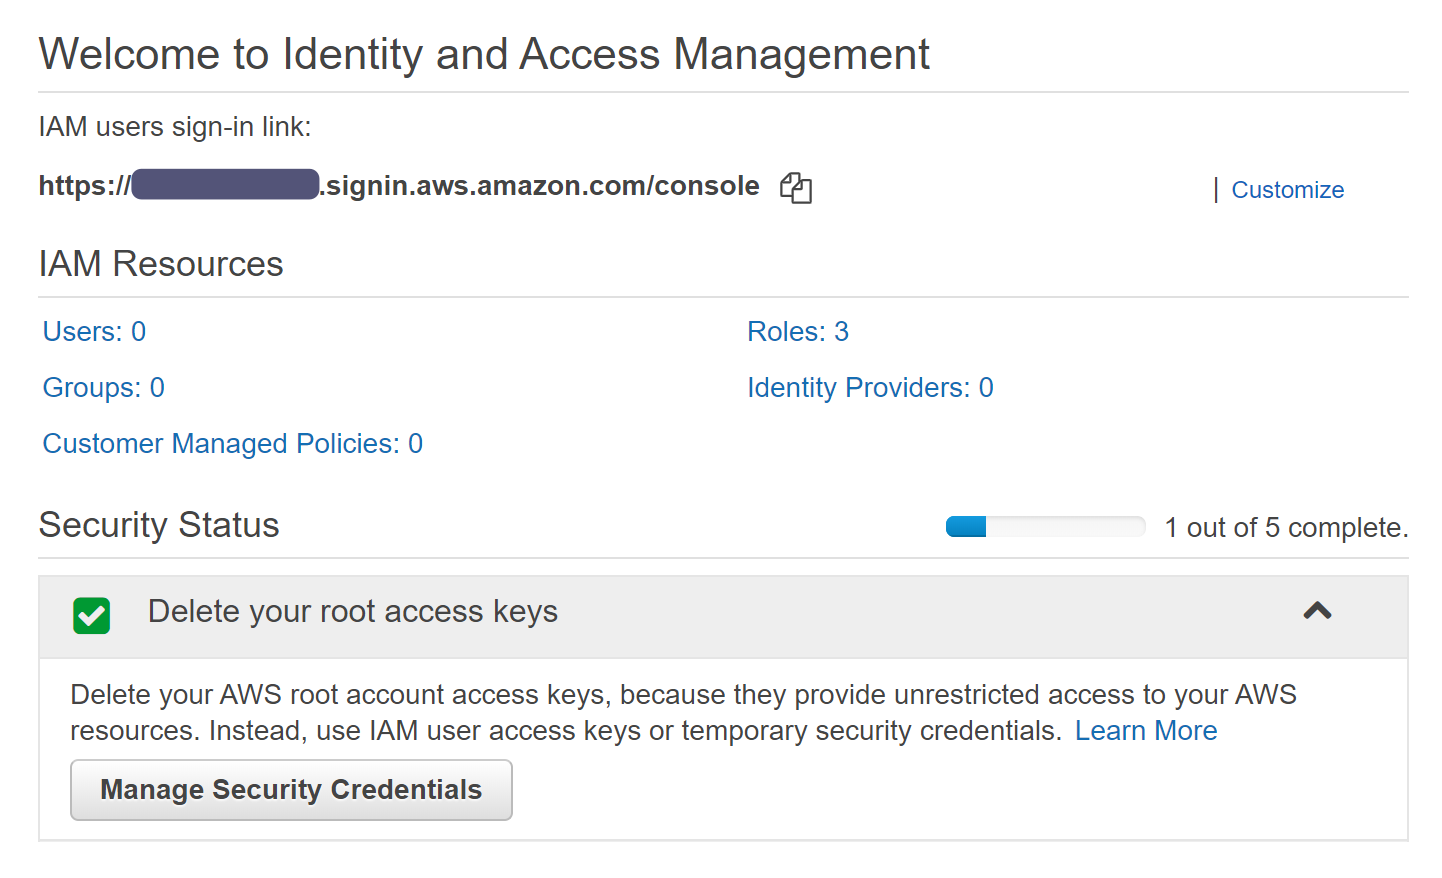 Welcome to Identity and Access Management
IAM users sign-in link:
https://.signin.aws.amazon.com/console
| Customize
IAM Resources
Users: 0
Roles: 3
Groups: 0
Identity Providers: 0
Customer Managed Policies: 0
Security Status
1 out of 5 complete.
Delete your root access keys
Delete your AWS root account access keys, because they provide unrestricted access to your AWS
resources. Instead, use IAM user access keys or temporary security credentials. Learn More
Manage Security Credentials